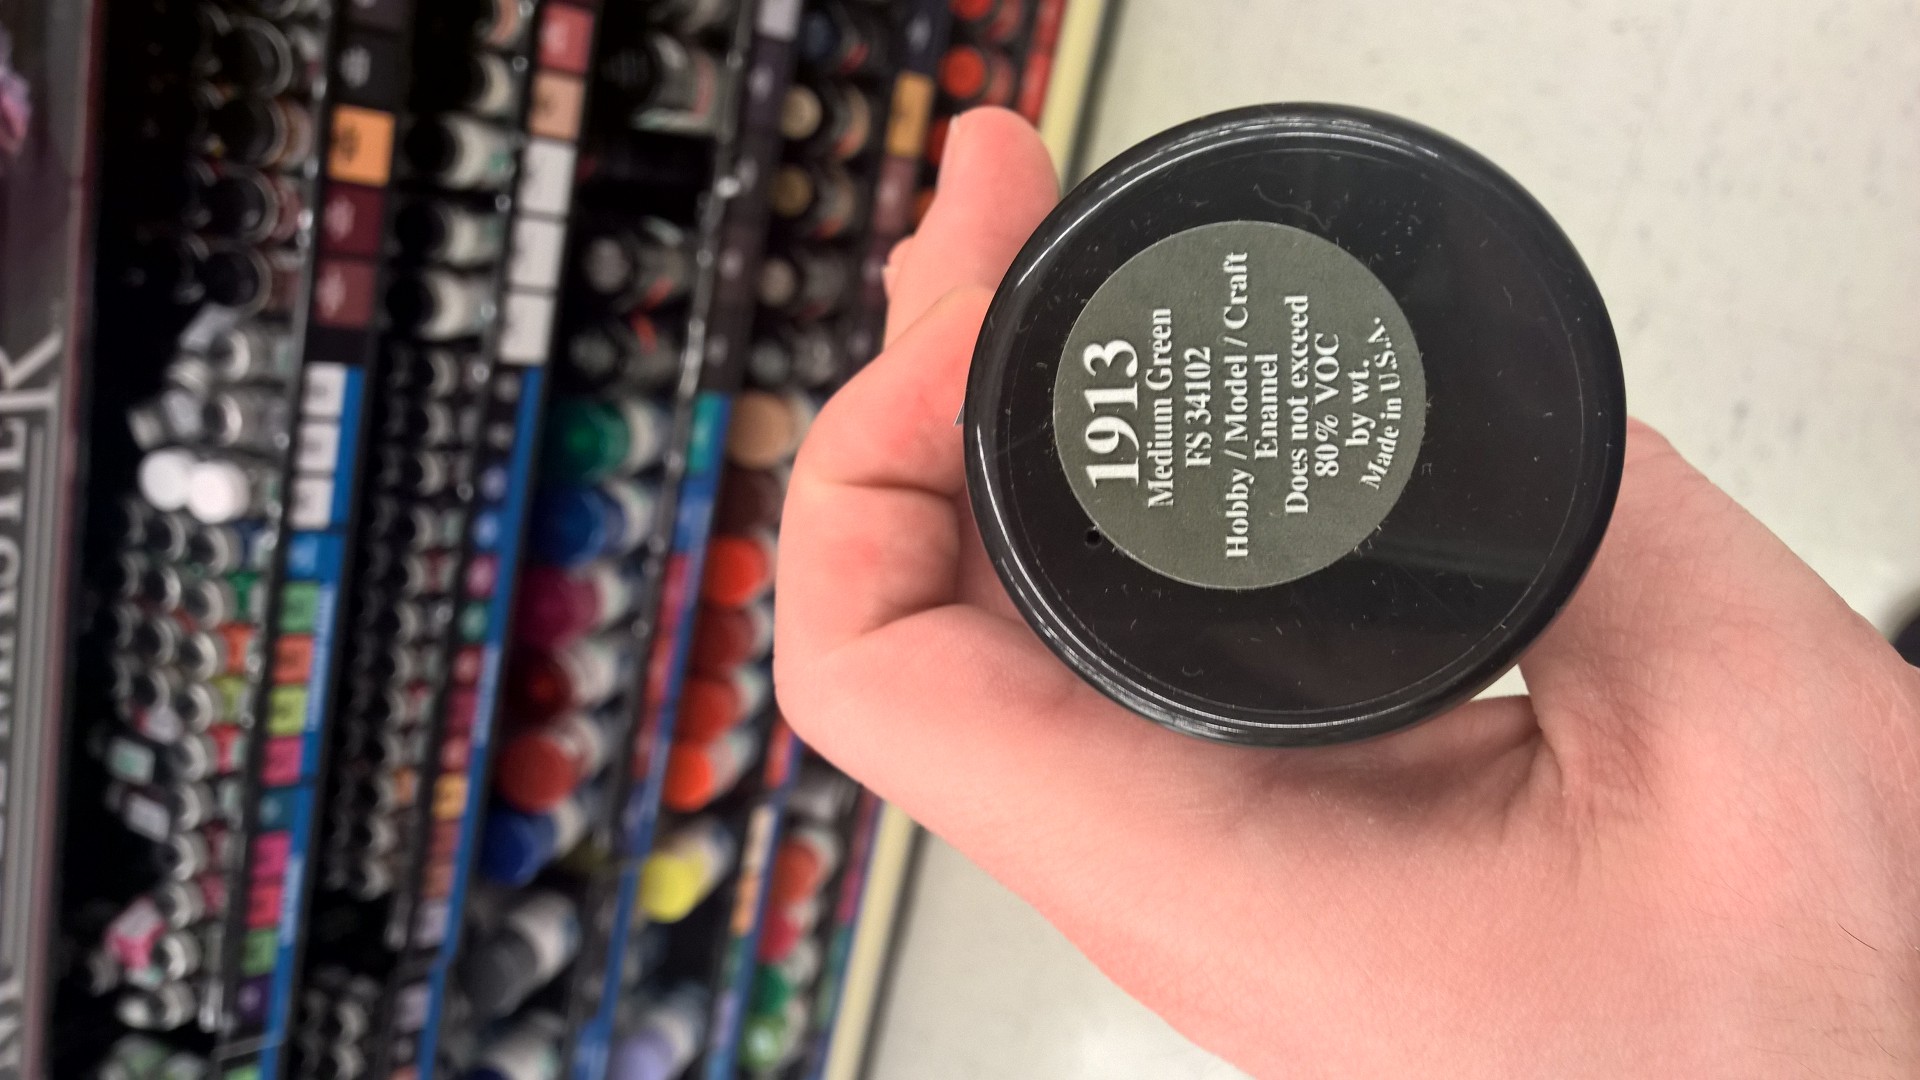 1913
Medium Green
FS 34102
Hobby / Model / Craft
Enamel
Does not exceed
80% VOC
by wt.
Made in U.S.A.